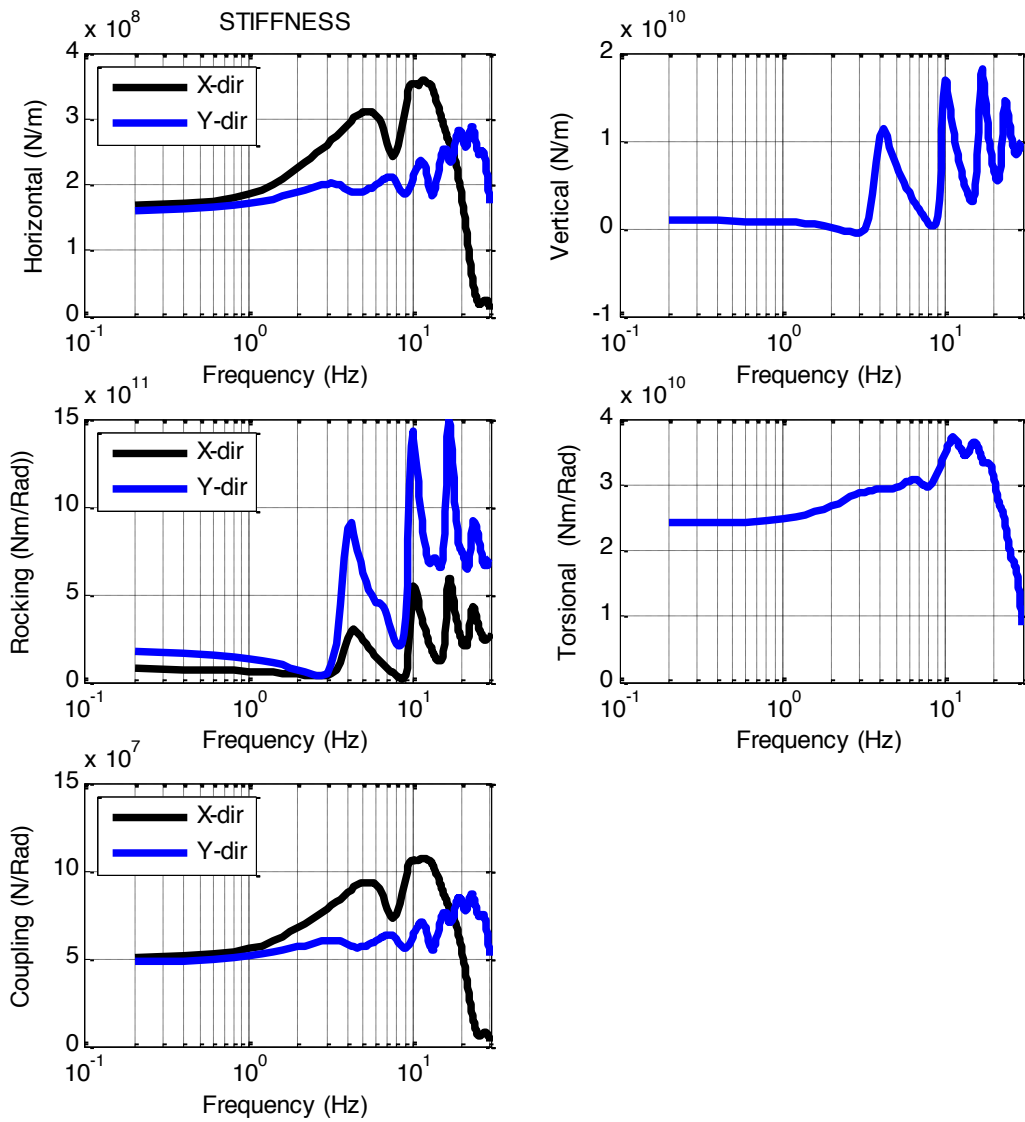 STIFFNESS
x 10^8
4
3
2
1
0
Horizontal (N/m)
X-dir
Y-dir
10^-1
10^0
10^1
Frequency (Hz)
x 10^10
2
1
0
-1
Vertical (N/m)
10^-1
10^0
10^1
Frequency (Hz)
x 10^11
15
10
5
0
Rocking (Nm/Rad))
X-dir
Y-dir
10^-1
10^0
10^1
Frequency (Hz)
x 10^10
4
3
2
1
0
Torsional (Nm/Rad)
10^-1
10^0
10^1
Frequency (Hz)
x 10^7
15
10
5
0
Coupling (N/Rad)
X-dir
Y-dir
10^-1
10^0
10^1
Frequency (Hz)